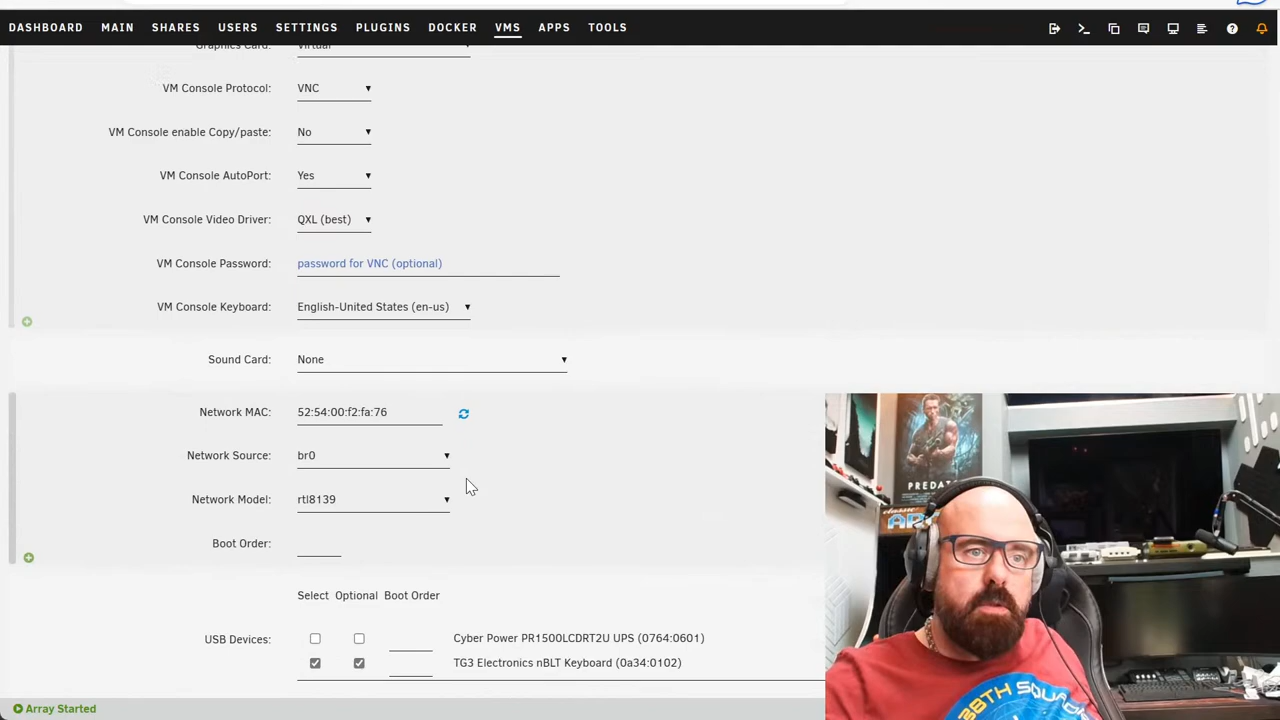 DASHBOARD MAIN SHARES USERS SETTINGS PLUGINS DOCKER VMS APPS TOOLS
Graphics Card: Virtual
VM Console Protocol: VNC
VM Console enable Copy/paste: No
VM Console AutoPort: Yes
VM Console Video Driver: QXL (best)
VM Console Password: password for VNC (optional)
VM Console Keyboard: English-United States (en-us)
Sound Card: None
Network MAC: 52:54:00:f2:fa:76
Network Source: br0
Network Model: rtl8139
Boot Order:
Select Optional Boot Order
USB Devices: Cyber Power PR1500LCDRT2U UPS (0764:0601)
TG3 Electronics nBLT Keyboard (0a34:0102)
Array Started
PREDATOR
classic